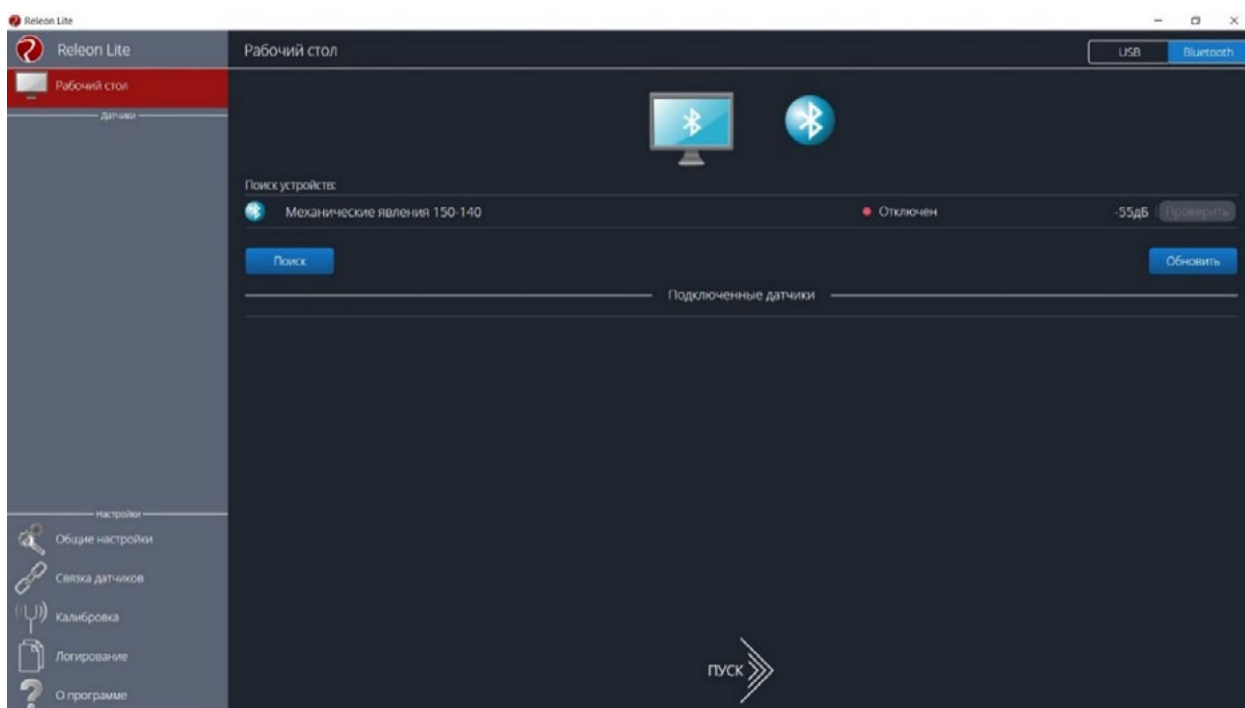 Releon Lite
Releon Lite
Рабочий стол
USB
Bluetooth
Рабочий стол
Датчики
Поиск устройств:
Механические явления 150-140
Отключен
-55дБ
Проверить
Поиск
Обновить
Подключенные датчики
Настройки
Общие настройки
Связка датчиков
Калибровка
Логирование
О программе
ПУСК